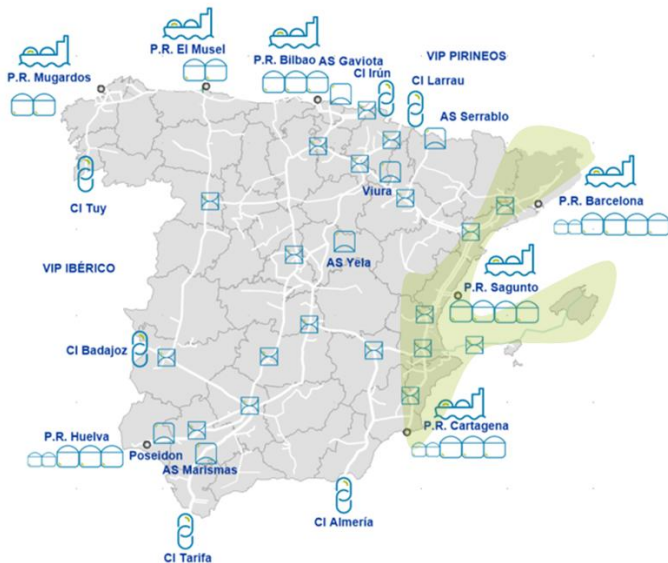 P.R. El Musel
P.R. Bilbao
AS Gaviota
VIP PIRINEOS
CI Irún
CI Larrau
P.R. Mugardos
AS Serrablo
CI Tuy
Viura
P.R. Barcelona
VIP IBÉRICO
AS Yela
P.R. Sagunto
CI Badajoz
P.R. Cartagena
P.R. Huelva
Poseidon
AS Marismas
CI Almería
CI Tarifa